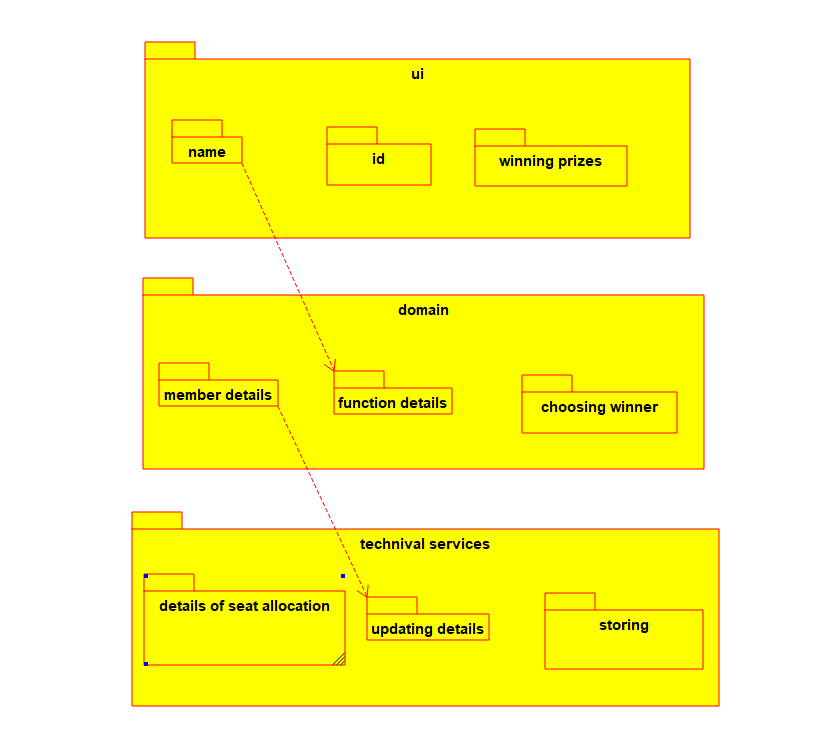 ui
name
id
winning prizes
domain
member details
function details
choosing winner
technival services
details of seat allocation
updating details
storing